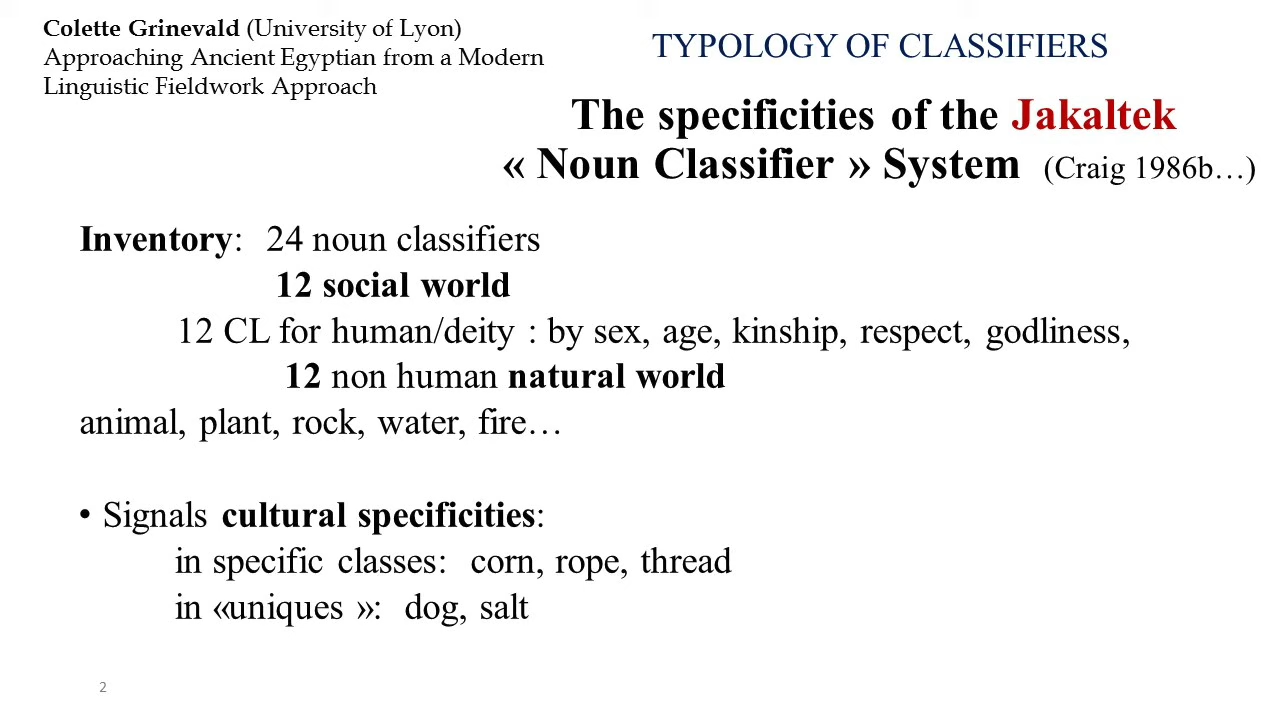 Colette Grinevald (University of Lyon)
Approaching Ancient Egyptian from a Modern
Linguistic Fieldwork Approach
TYPOLOGY OF CLASSIFIERS
The specificities of the Jakaltek
« Noun Classifier » System (Craig 1986b…)
Inventory: 24 noun classifiers
12 social world
12 CL for human/deity : by sex, age, kinship, respect, godliness,
12 non human natural world
animal, plant, rock, water, fire…
• Signals cultural specificities:
in specific classes: corn, rope, thread
in «uniques »: dog, salt
2